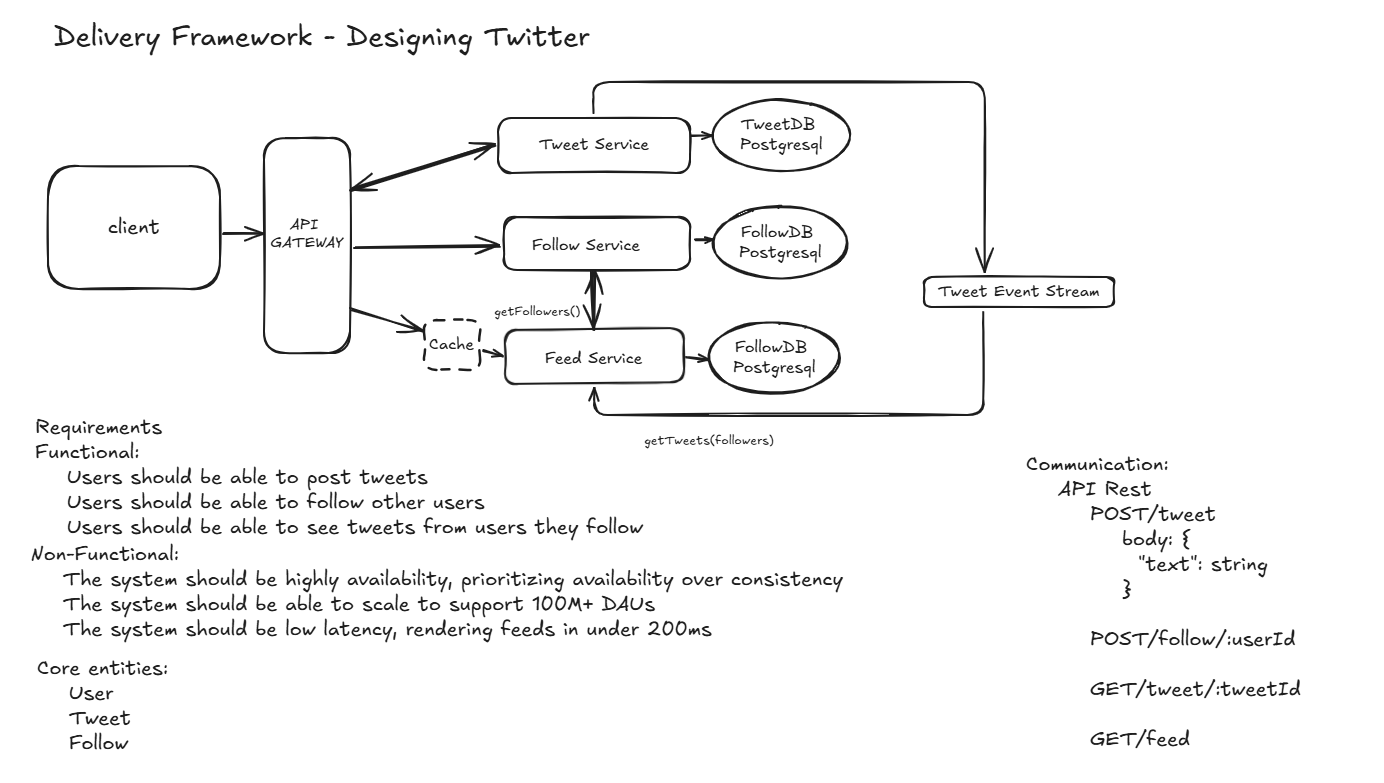 Delivery Framework - Designing Twitter
client
API
GATEWAY
Tweet Service
TweetDB
Postgresql
Follow Service
FollowDB
Postgresql
getFollowers()
Cache
Feed Service
FollowDB
Postgresql
Tweet Event Stream
getTweets(followers)
Requirements
Functional:
Users should be able to post tweets
Users should be able to follow other users
Users should be able to see tweets from users they follow
Non-Functional:
The system should be highly availability, prioritizing availability over consistency
The system should be able to scale to support 100M+ DAUs
The system should be low latency, rendering feeds in under 200ms
Core entities:
User
Tweet
Follow
Communication:
API Rest
POST/tweet
body: {
"text": string
}
POST/follow/:userId
GET/tweet/:tweetId
GET/feed